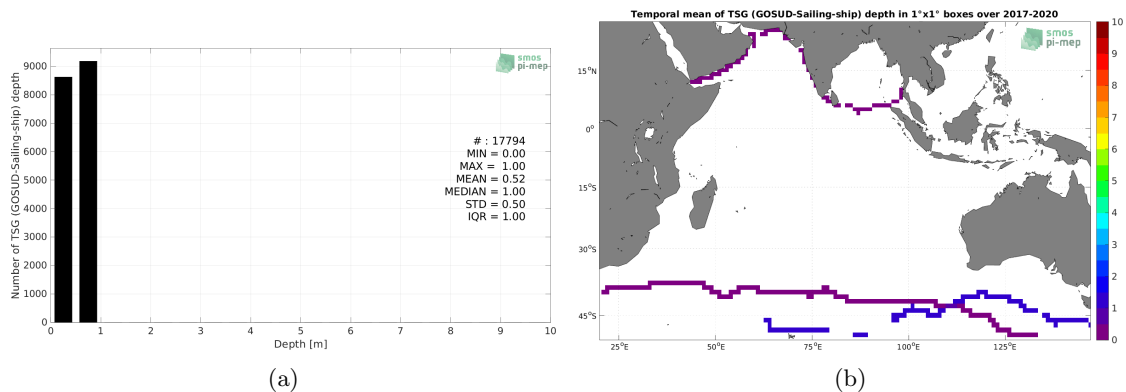 smos
pi-mep
9000
8000
7000
6000
5000
4000
3000
2000
1000
0
Number of TSG (GOSUD-Sailing-ship) depth
# : 17794
MIN = 0.00
MAX = 1.00
MEAN = 0.52
MEDIAN = 1.00
STD = 0.50
IQR = 1.00
0 1 2 3 4 5 6 7 8 9 10
Depth [m]
(a)
Temporal mean of TSG (GOSUD-Sailing-ship) depth in 1°x1° boxes over 2017-2020
smos
pi-mep
15°N
0°
15°S
30°S
45°S
25°E 50°E 75°E 100°E 125°E
10
9
8
7
6
5
4
3
2
1
0
(b)